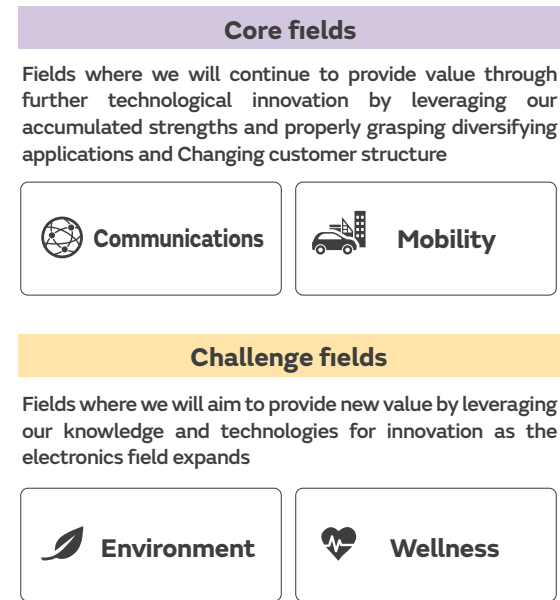 Core fields
Fields where we will continue to provide value through
further technological innovation by leveraging our
accumulated strengths and properly grasping diversifying
applications and Changing customer structure
Communications
Mobility
Challenge fields
Fields where we will aim to provide new value by leveraging
our knowledge and technologies for innovation as the
electronics field expands
Environment
Wellness